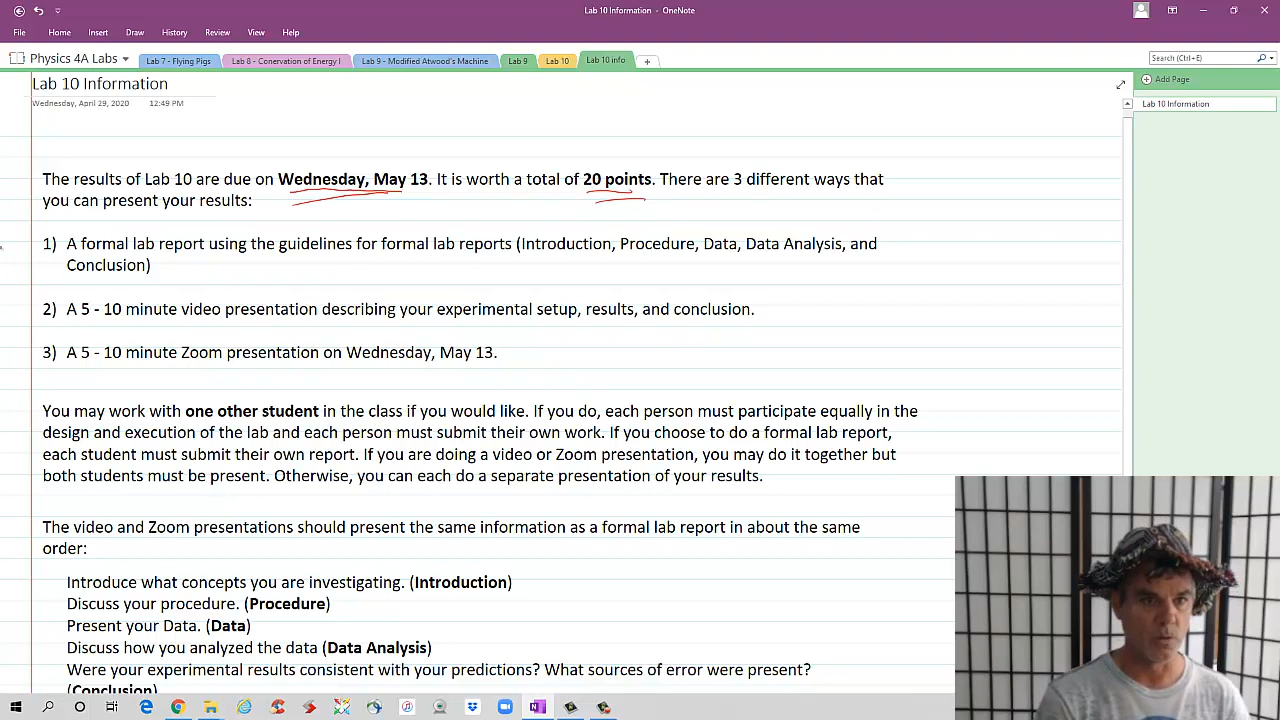 Lab 10 Information - OneNote
File Home Insert Draw History Review View Help
Physics 4A Labs
Lab 7 - Flying Pigs
Lab 8 - Conervation of Energy I
Lab 9 - Modified Atwood's Machine
Lab 9
Lab 10
Lab 10 info
Search (Ctrl+E)
Add Page
Lab 10 Information
Lab 10 Information
Wednesday, April 29, 2020 12:49 PM
The results of Lab 10 are due on Wednesday, May 13. It is worth a total of 20 points. There are 3 different ways that
you can present your results:
1) A formal lab report using the guidelines for formal lab reports (Introduction, Procedure, Data, Data Analysis, and
Conclusion)
2) A 5 - 10 minute video presentation describing your experimental setup, results, and conclusion.
3) A 5 - 10 minute Zoom presentation on Wednesday, May 13.
You may work with one other student in the class if you would like. If you do, each person must participate equally in the
design and execution of the lab and each person must submit their own work. If you choose to do a formal lab report,
each student must submit their own report. If you are doing a video or Zoom presentation, you may do it together but
both students must be present. Otherwise, you can each do a separate presentation of your results.
The video and Zoom presentations should present the same information as a formal lab report in about the same
order:
Introduce what concepts you are investigating. (Introduction)
Discuss your procedure. (Procedure)
Present your Data. (Data)
Discuss how you analyzed the data (Data Analysis)
Were your experimental results consistent with your predictions? What sources of error were present?
(Conclusion)